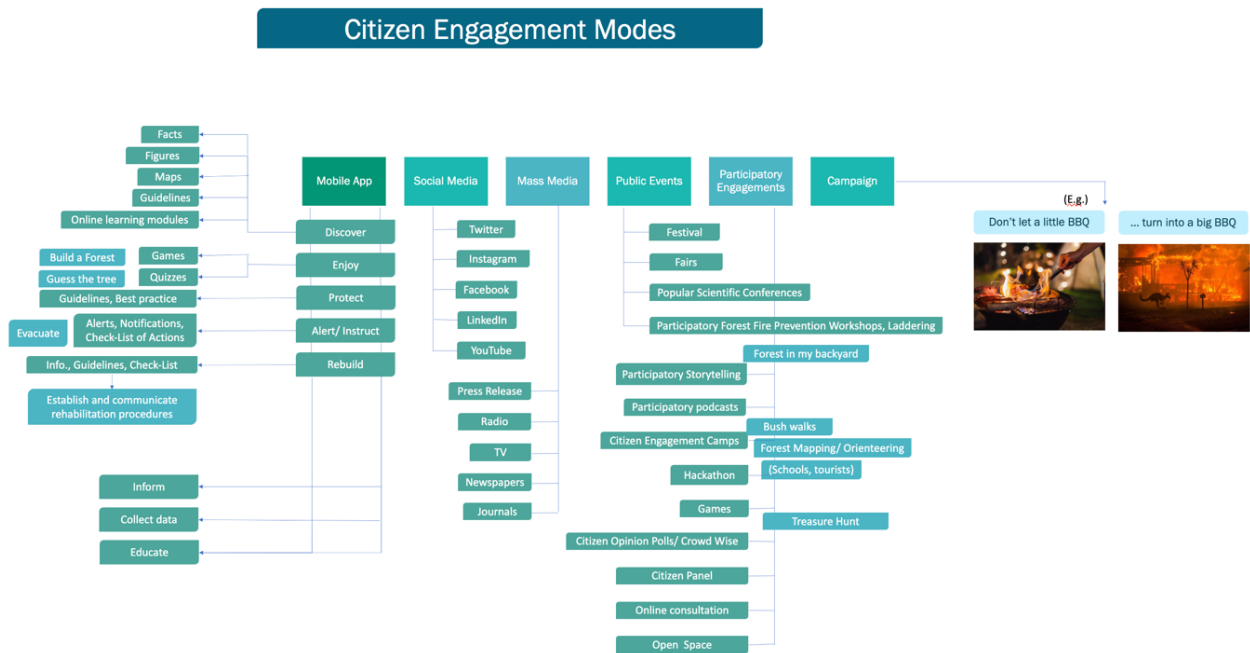 Citizen Engagement Modes
Facts
Figures
Maps
Guidelines
Online learning modules
Build a Forest
Games
Guess the tree
Quizzes
Guidelines, Best practice
Evacuate
Alerts, Notifications,
Check-List of Actions
Info., Guidelines, Check-List
Establish and communicate
rehabilitation procedures
Inform
Collect data
Educate
Mobile App
Discover
Enjoy
Protect
Alert/ Instruct
Rebuild
Social Media
Twitter
Instagram
Facebook
LinkedIn
YouTube
Mass Media
Press Release
Radio
TV
Newspapers
Journals
Public Events
Festival
Fairs
Popular Scientific Conferences
Participatory Forest Fire Prevention Workshops, Laddering
Participatory
Engagements
Forest in my backyard
Participatory Storytelling
Participatory podcasts
Bush walks
Citizen Engagement Camps
Forest Mapping/ Orienteering
(Schools, tourists)
Hackathon
Games
Treasure Hunt
Citizen Opinion Polls/ Crowd Wise
Citizen Panel
Online consultation
Open Space
Campaign
(E.g.)
Don't let a little BBQ
... turn into a big BBQ